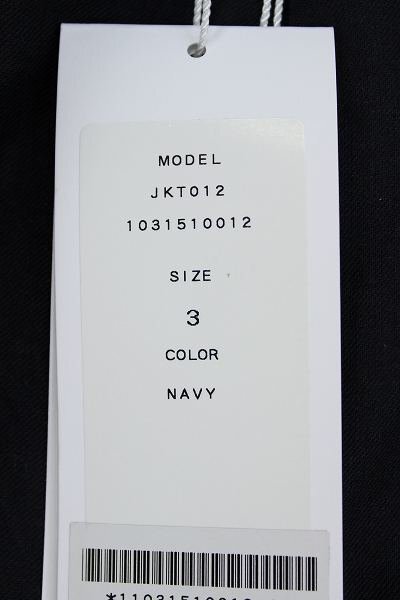 MODEL
JKT012
1031510012
SIZE
3
COLOR
NAVY